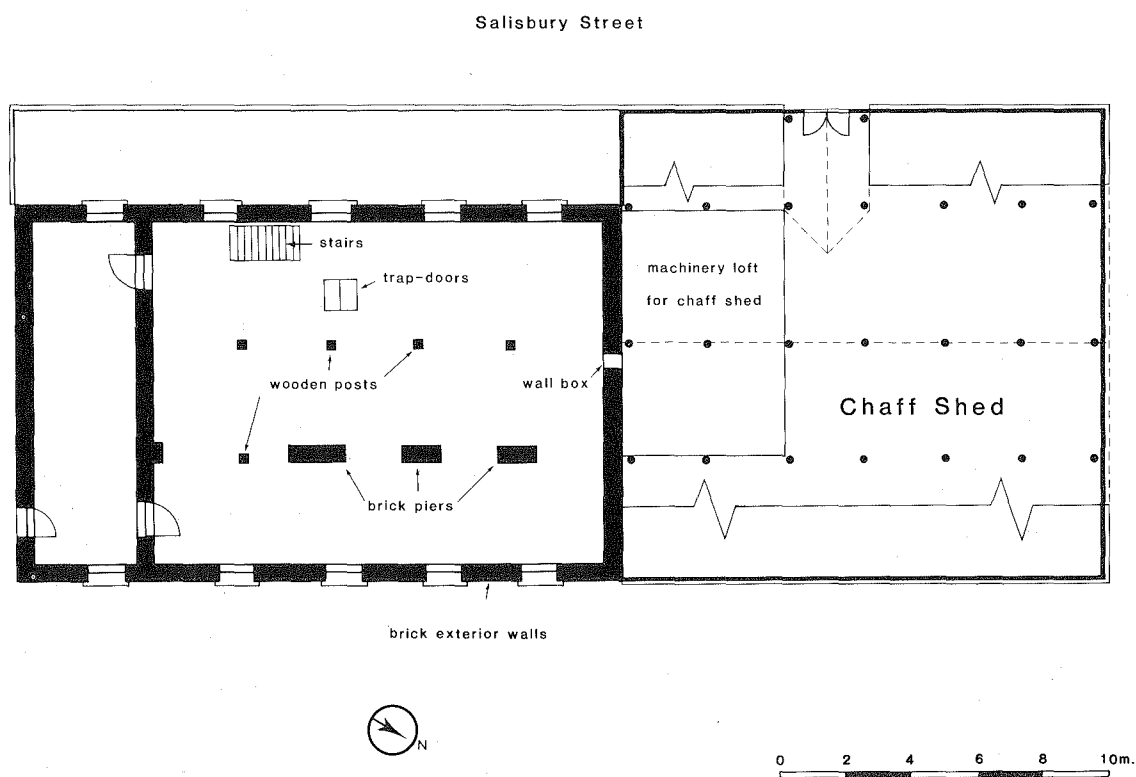 Salisbury Street
stairs
trap-doors
machinery loft
for chaff shed
wooden posts
wall box
Chaff Shed
brick piers
brick exterior walls
N
0 2 4 6 8 10m.